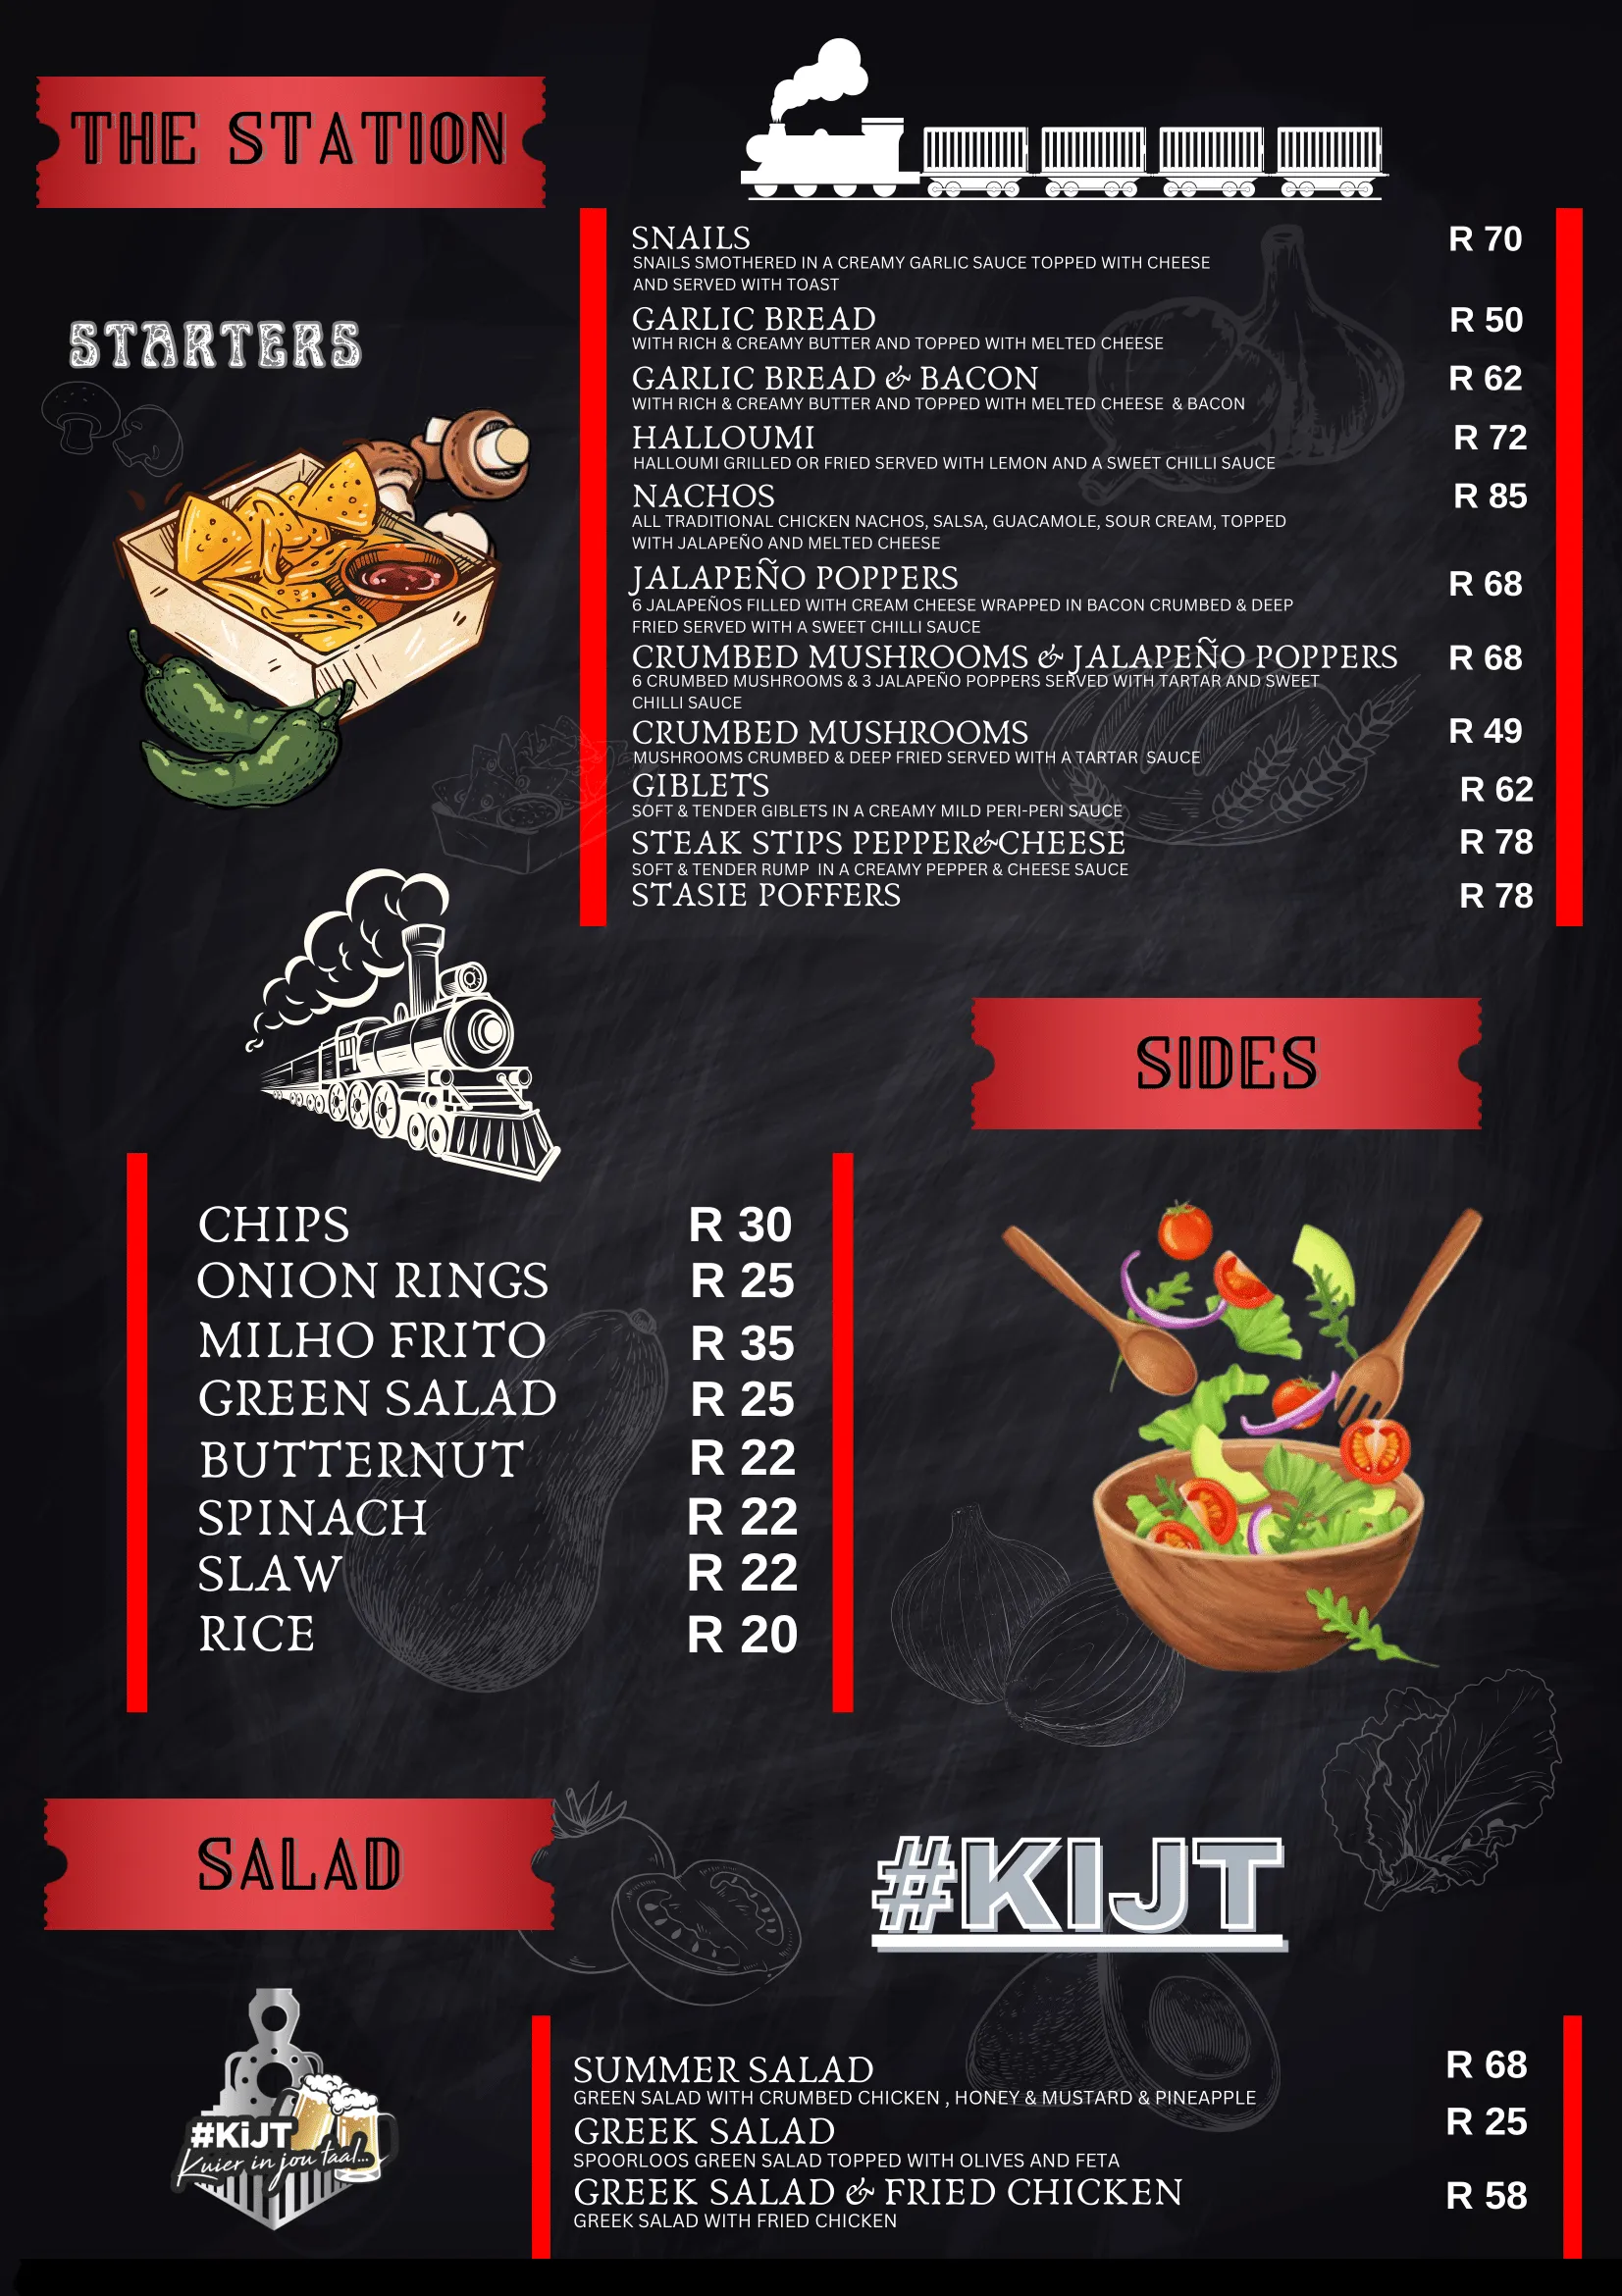 THE STATION
STARTERS
SNAILS R 70
SNAILS SMOTHERED IN A CREAMY GARLIC SAUCE TOPPED WITH CHEESE
AND SERVED WITH TOAST
GARLIC BREAD R 50
WITH RICH & CREAMY BUTTER AND TOPPED WITH MELTED CHEESE
GARLIC BREAD & BACON R 62
WITH RICH & CREAMY BUTTER AND TOPPED WITH MELTED CHEESE & BACON
HALLOUMI R 72
HALLOUMI GRILLED OR FRIED SERVED WITH LEMON AND A SWEET CHILLI SAUCE
NACHOS R 85
ALL TRADITIONAL CHICKEN NACHOS, SALSA, GUACAMOLE, SOUR CREAM, TOPPED
WITH JALAPEÑO AND MELTED CHEESE
JALAPEÑO POPPERS R 68
6 JALAPEÑOS FILLED WITH CREAM CHEESE WRAPPED IN BACON CRUMBED & DEEP
FRIED SERVED WITH A SWEET CHILLI SAUCE
CRUMBED MUSHROOMS & JALAPEÑO POPPERS R 68
6 CRUMBED MUSHROOMS & 3 JALAPEÑO POPPERS SERVED WITH TARTAR AND SWEET
CHILLI SAUCE
CRUMBED MUSHROOMS R 49
MUSHROOMS CRUMBED & DEEP FRIED SERVED WITH A TARTAR SAUCE
GIBLETS R 62
SOFT & TENDER GIBLETS IN A CREAMY MILD PERI-PERI SAUCE
STEAK STIPS PEPPER&CHEESE R 78
SOFT & TENDER RUMP IN A CREAMY PEPPER & CHEESE SAUCE
STASIE POFFERS R 78
SIDES
CHIPS R 30
ONION RINGS R 25
MILHO FRITO R 35
GREEN SALAD R 25
BUTTERNUT R 22
SPINACH R 22
SLAW R 22
RICE R 20
SALAD
#KIJT
SUMMER SALAD R 68
GREEN SALAD WITH CRUMBED CHICKEN , HONEY & MUSTARD & PINEAPPLE
GREEK SALAD R 25
SPOORLOOS GREEN SALAD TOPPED WITH OLIVES AND FETA
GREEK SALAD & FRIED CHICKEN R 58
GREEK SALAD WITH FRIED CHICKEN
#KiJT
Kuier in jou taal...